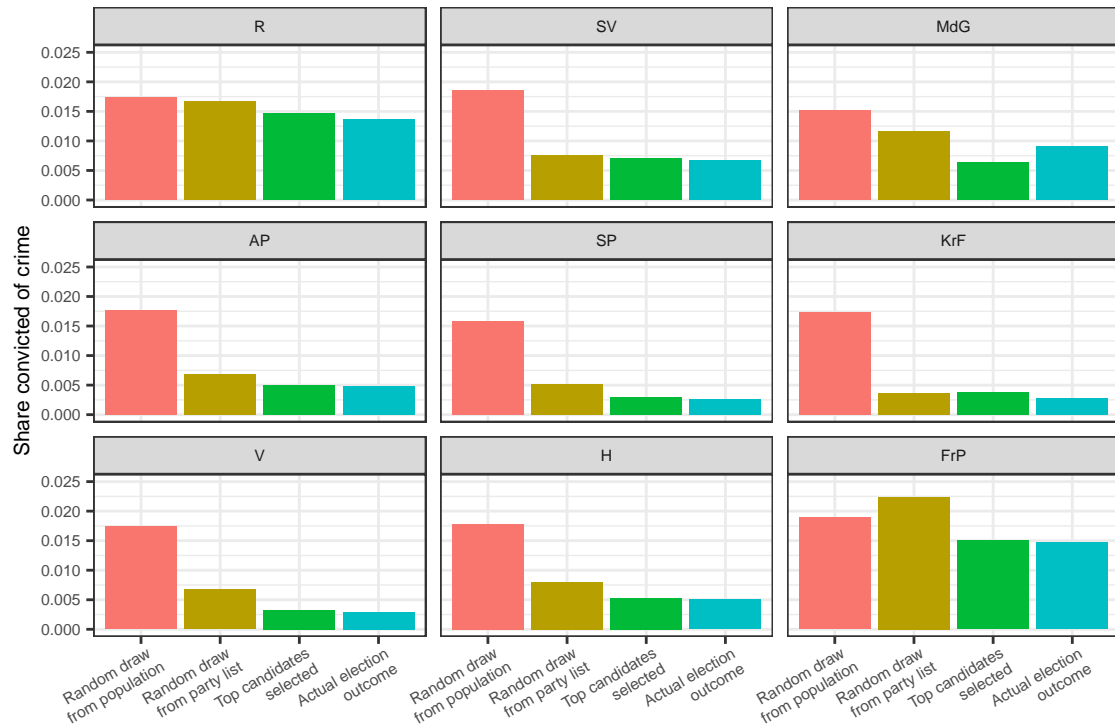 R
SV
MdG
0.025
0.020
0.015
0.010
0.005
0.000
AP
SP
KrF
0.025
0.020
0.015
0.010
0.005
0.000
V
H
FrP
0.025
0.020
0.015
0.010
0.005
0.000
Share convicted of crime
Random draw
from population
Random draw
from party list
Top candidates
selected
Actual election
outcome
Random draw
from population
Random draw
from party list
Top candidates
selected
Actual election
outcome
Random draw
from population
Random draw
from party list
Top candidates
selected
Actual election
outcome